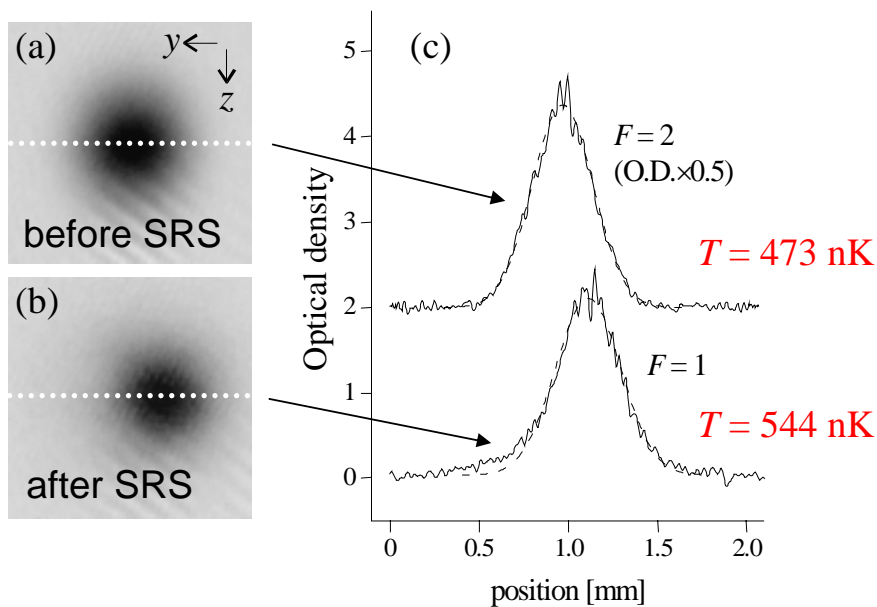 (a)
y
z
before SRS
(b)
after SRS
(c)
Optical density
5
4
3
2
1
0
F = 2
(O.D.×0.5)
T = 473 nK
F = 1
T = 544 nK
0
0.5
1.0
1.5
2.0
position [mm]